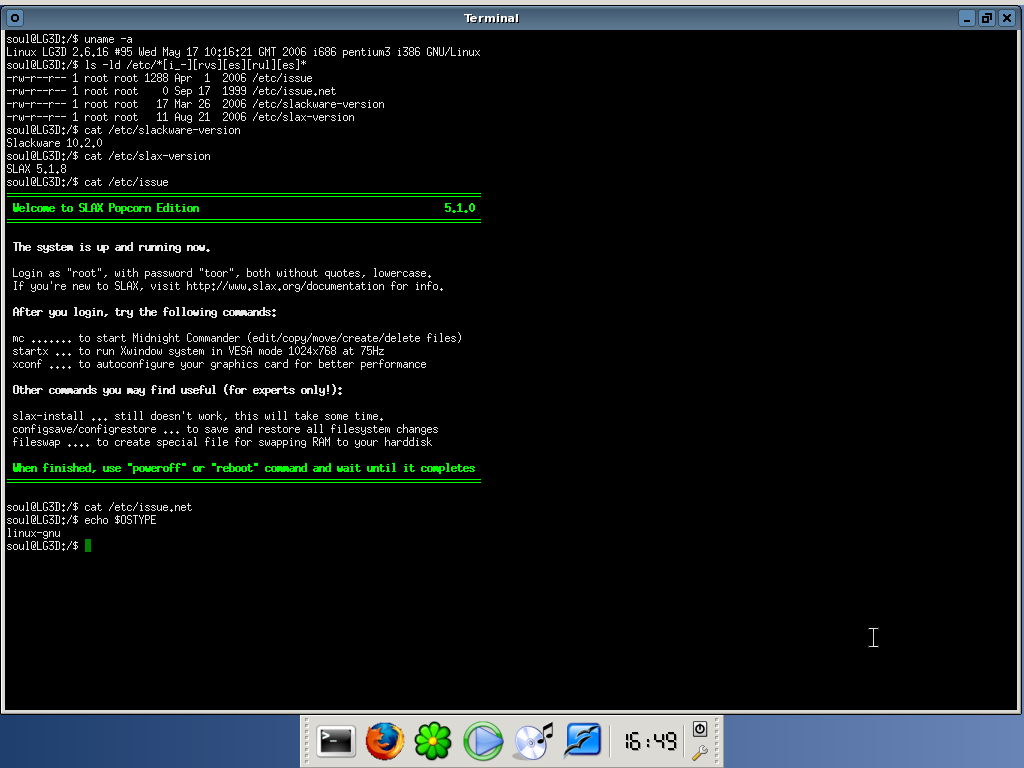 Terminal
soul@LG3D:/$ uname -a
Linux LG3D 2.6.16 #95 Wed May 17 10:16:21 GMT 2006 i686 pentium3 i386 GNU/Linux
soul@LG3D:/$ ls -ld /etc/*[i_-][rvs][es][rul][es]*
-rw-r--r-- 1 root root 1288 Apr  1  2006 /etc/issue
-rw-r--r-- 1 root root    0 Sep 17  1999 /etc/issue.net
-rw-r--r-- 1 root root   17 Mar 26  2006 /etc/slackware-version
-rw-r--r-- 1 root root   11 Aug 21  2006 /etc/slax-version
soul@LG3D:/$ cat /etc/slackware-version
Slackware 10.2.0
soul@LG3D:/$ cat /etc/slax-version
SLAX 5.1.8
soul@LG3D:/$ cat /etc/issue
Welcome to SLAX Popcorn Edition 5.1.0
The system is up and running now.
Login as "root", with password "toor", both without quotes, lowercase.
If you're new to SLAX, visit http://www.slax.org/documentation for info.
After you login, try the following commands:
mc ....... to start Midnight Commander (edit/copy/move/create/delete files)
startx ... to run Xwindow system in VESA mode 1024x768 at 75Hz
xconf .... to autoconfigure your graphics card for better performance
Other commands you may find useful (for experts only!):
slax-install ... still doesn't work, this will take some time.
configsave/configrestore ... to save and restore all filesystem changes
fileswap .... to create special file for swapping RAM to your harddisk
When finished, use "poweroff" or "reboot" command and wait until it completes
soul@LG3D:/$ cat /etc/issue.net
soul@LG3D:/$ echo $OSTYPE
linux-gnu
soul@LG3D:/$
16:49